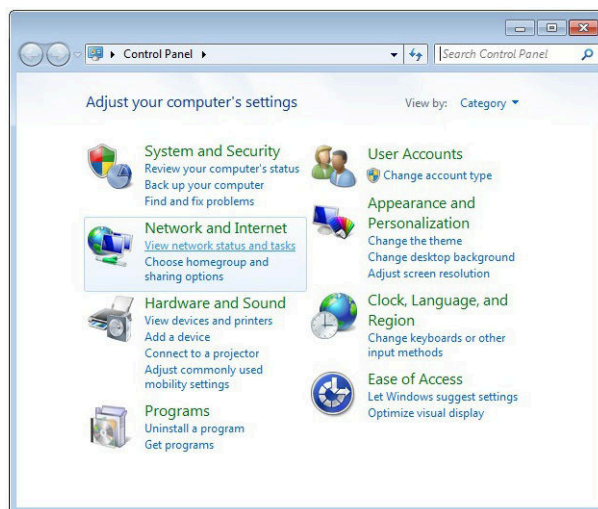 Control Panel
Search Control Panel
Adjust your computer's settings
View by: Category
System and Security
Review your computer's status
Back up your computer
Find and fix problems
Network and Internet
View network status and tasks
Choose homegroup and
sharing options
Hardware and Sound
View devices and printers
Add a device
Connect to a projector
Adjust commonly used
mobility settings
Programs
Uninstall a program
Get programs
User Accounts
Change account type
Appearance and
Personalization
Change the theme
Change desktop background
Adjust screen resolution
Clock, Language, and
Region
Change keyboards or other
input methods
Ease of Access
Let Windows suggest settings
Optimize visual display